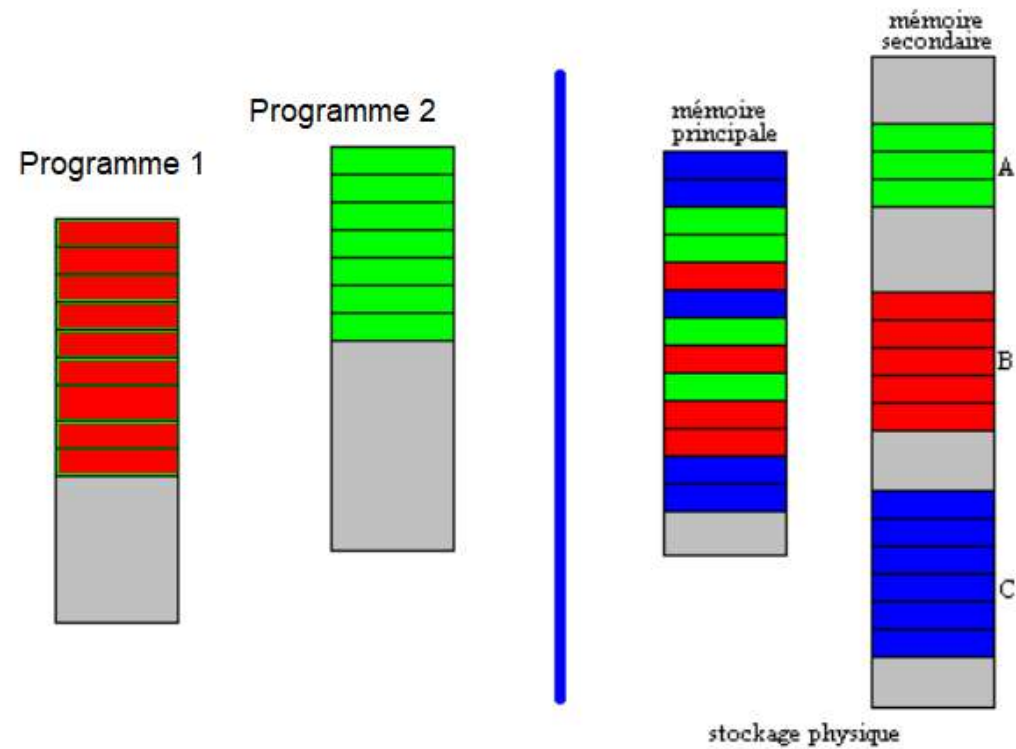 Programme 1
Programme 2
mémoire
principale
mémoire
secondaire
A
B
C
stockage physique